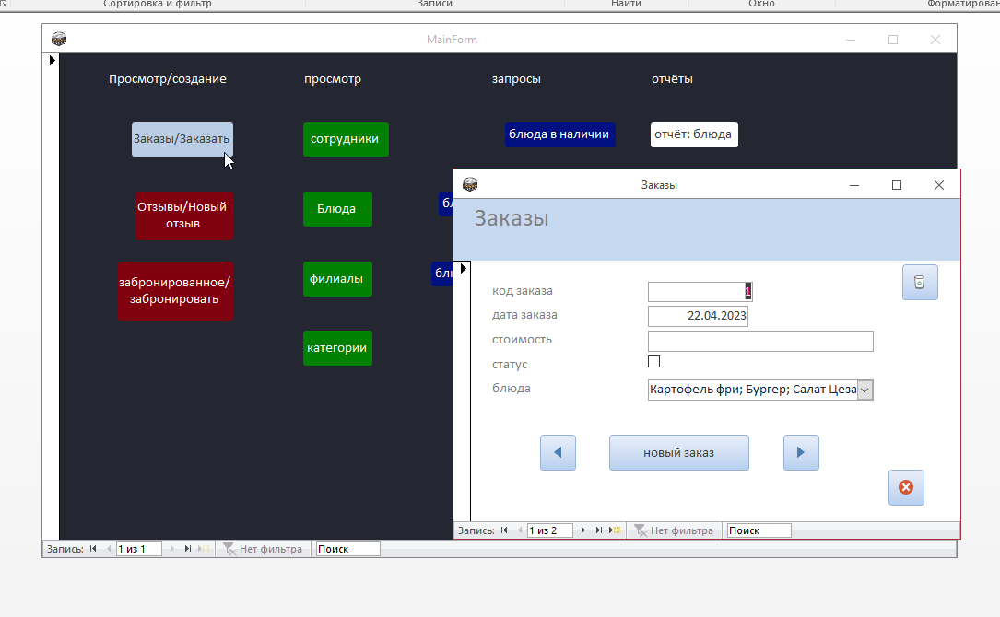 Сортировка и фильтр Записи Найти Окно
MainForm
Просмотр/создание просмотр запросы отчёты
Заказы/Заказать сотрудники блюда в наличии отчёт: блюда
Отзывы/Новый
отзыв
Блюда
забронированное/
забронировать
филиалы
категории
Заказы
Заказы
код заказа 1
дата заказа 22.04.2023
стоимость
статус
блюда Картофель фри; Бургер; Салат Цеза
новый заказ
Запись: 1 из 2 Нет фильтра Поиск
Запись: 1 из 1 Нет фильтра Поиск